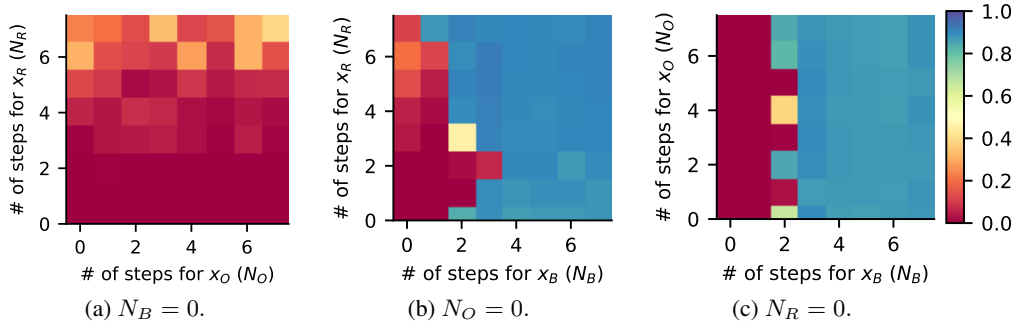 # of steps for x_R (N_R)
6
4
2
0
0 2 4 6
# of steps for x_O (N_O)
(a) N_B = 0.
# of steps for x_R (N_R)
6
4
2
0
0 2 4 6
# of steps for x_B (N_B)
(b) N_O = 0.
# of steps for x_O (N_O)
6
4
2
0
0 2 4 6
# of steps for x_B (N_B)
(c) N_R = 0.
1.0
0.8
0.6
0.4
0.2
0.0